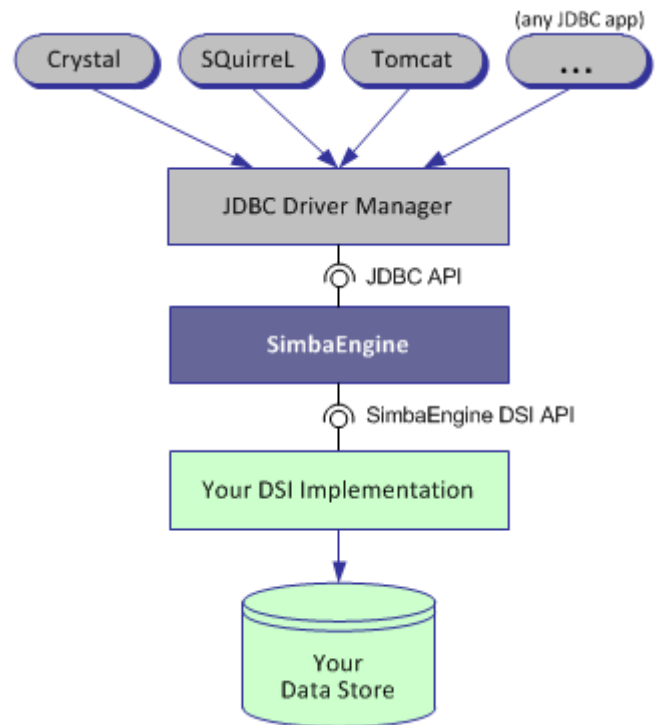 (any JDBC app)
Crystal
SQuirreL
Tomcat
...
JDBC Driver Manager
JDBC API
SimbaEngine
SimbaEngine DSI API
Your DSI Implementation
Your
Data Store